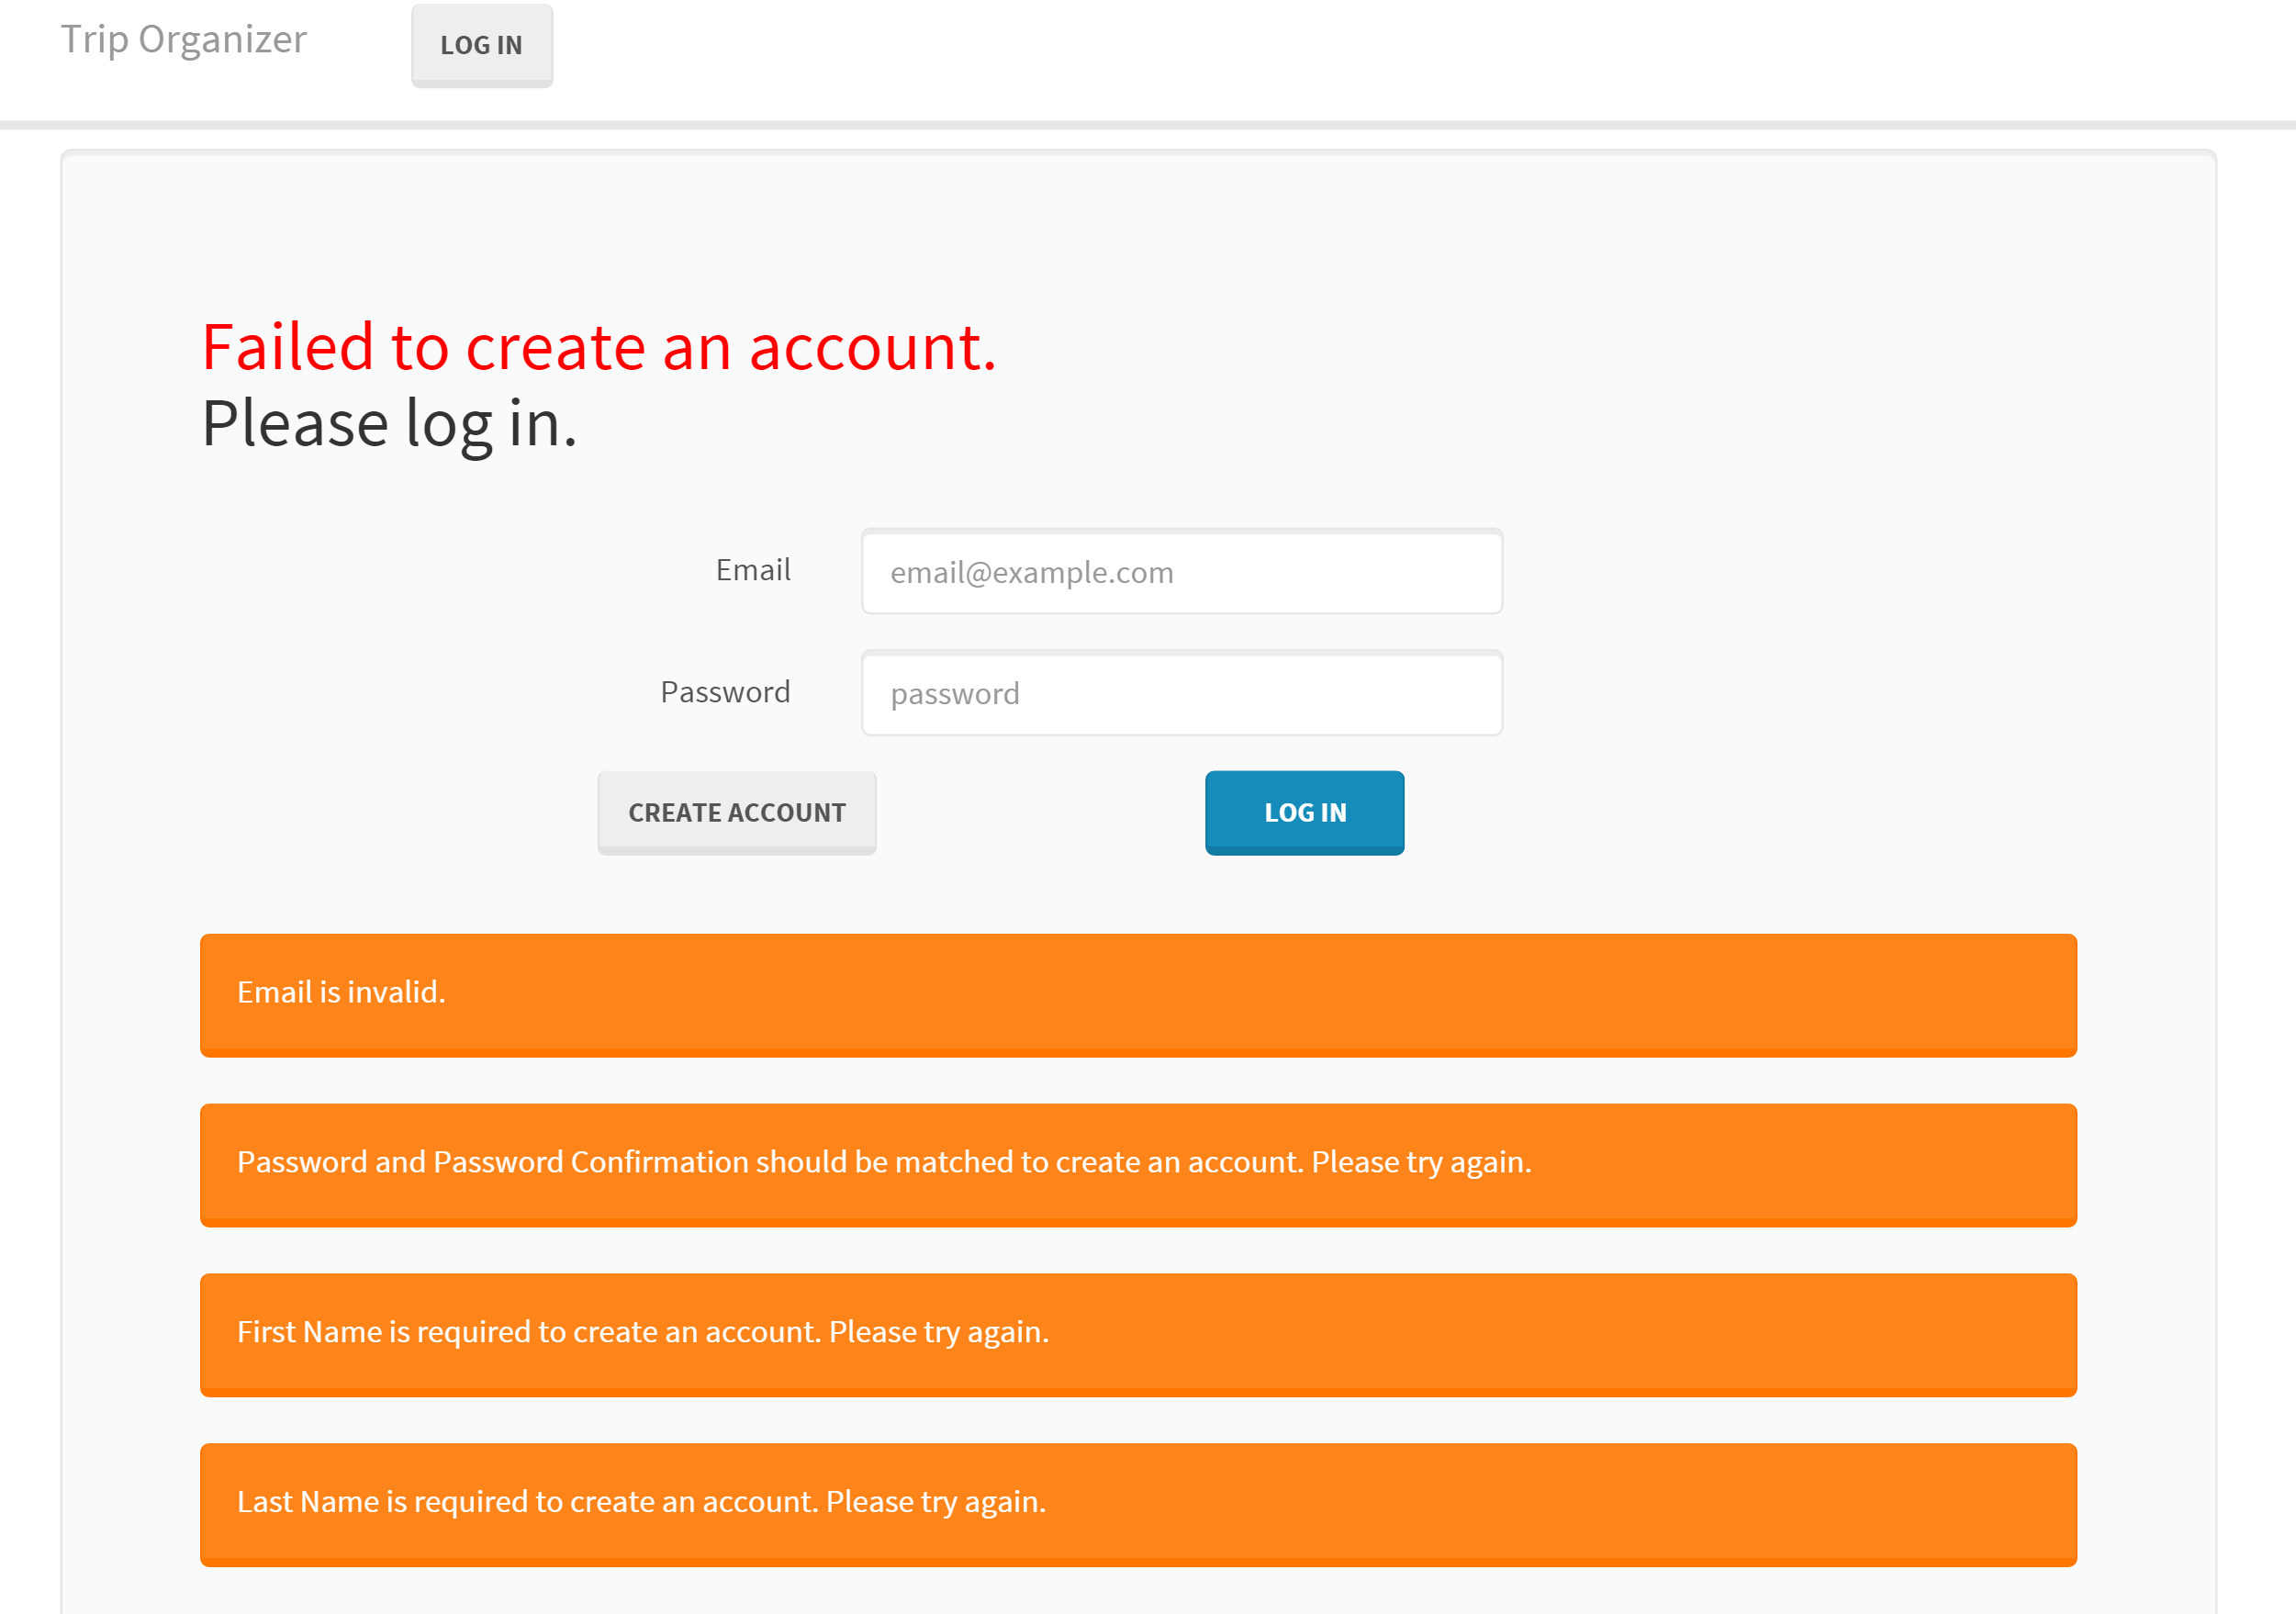 Trip Organizer
LOG IN
Failed to create an account.
Please log in.
Email
email@example.com
Password
password
CREATE ACCOUNT
LOG IN
Email is invalid.
Password and Password Confirmation should be matched to create an account. Please try again.
First Name is required to create an account. Please try again.
Last Name is required to create an account. Please try again.